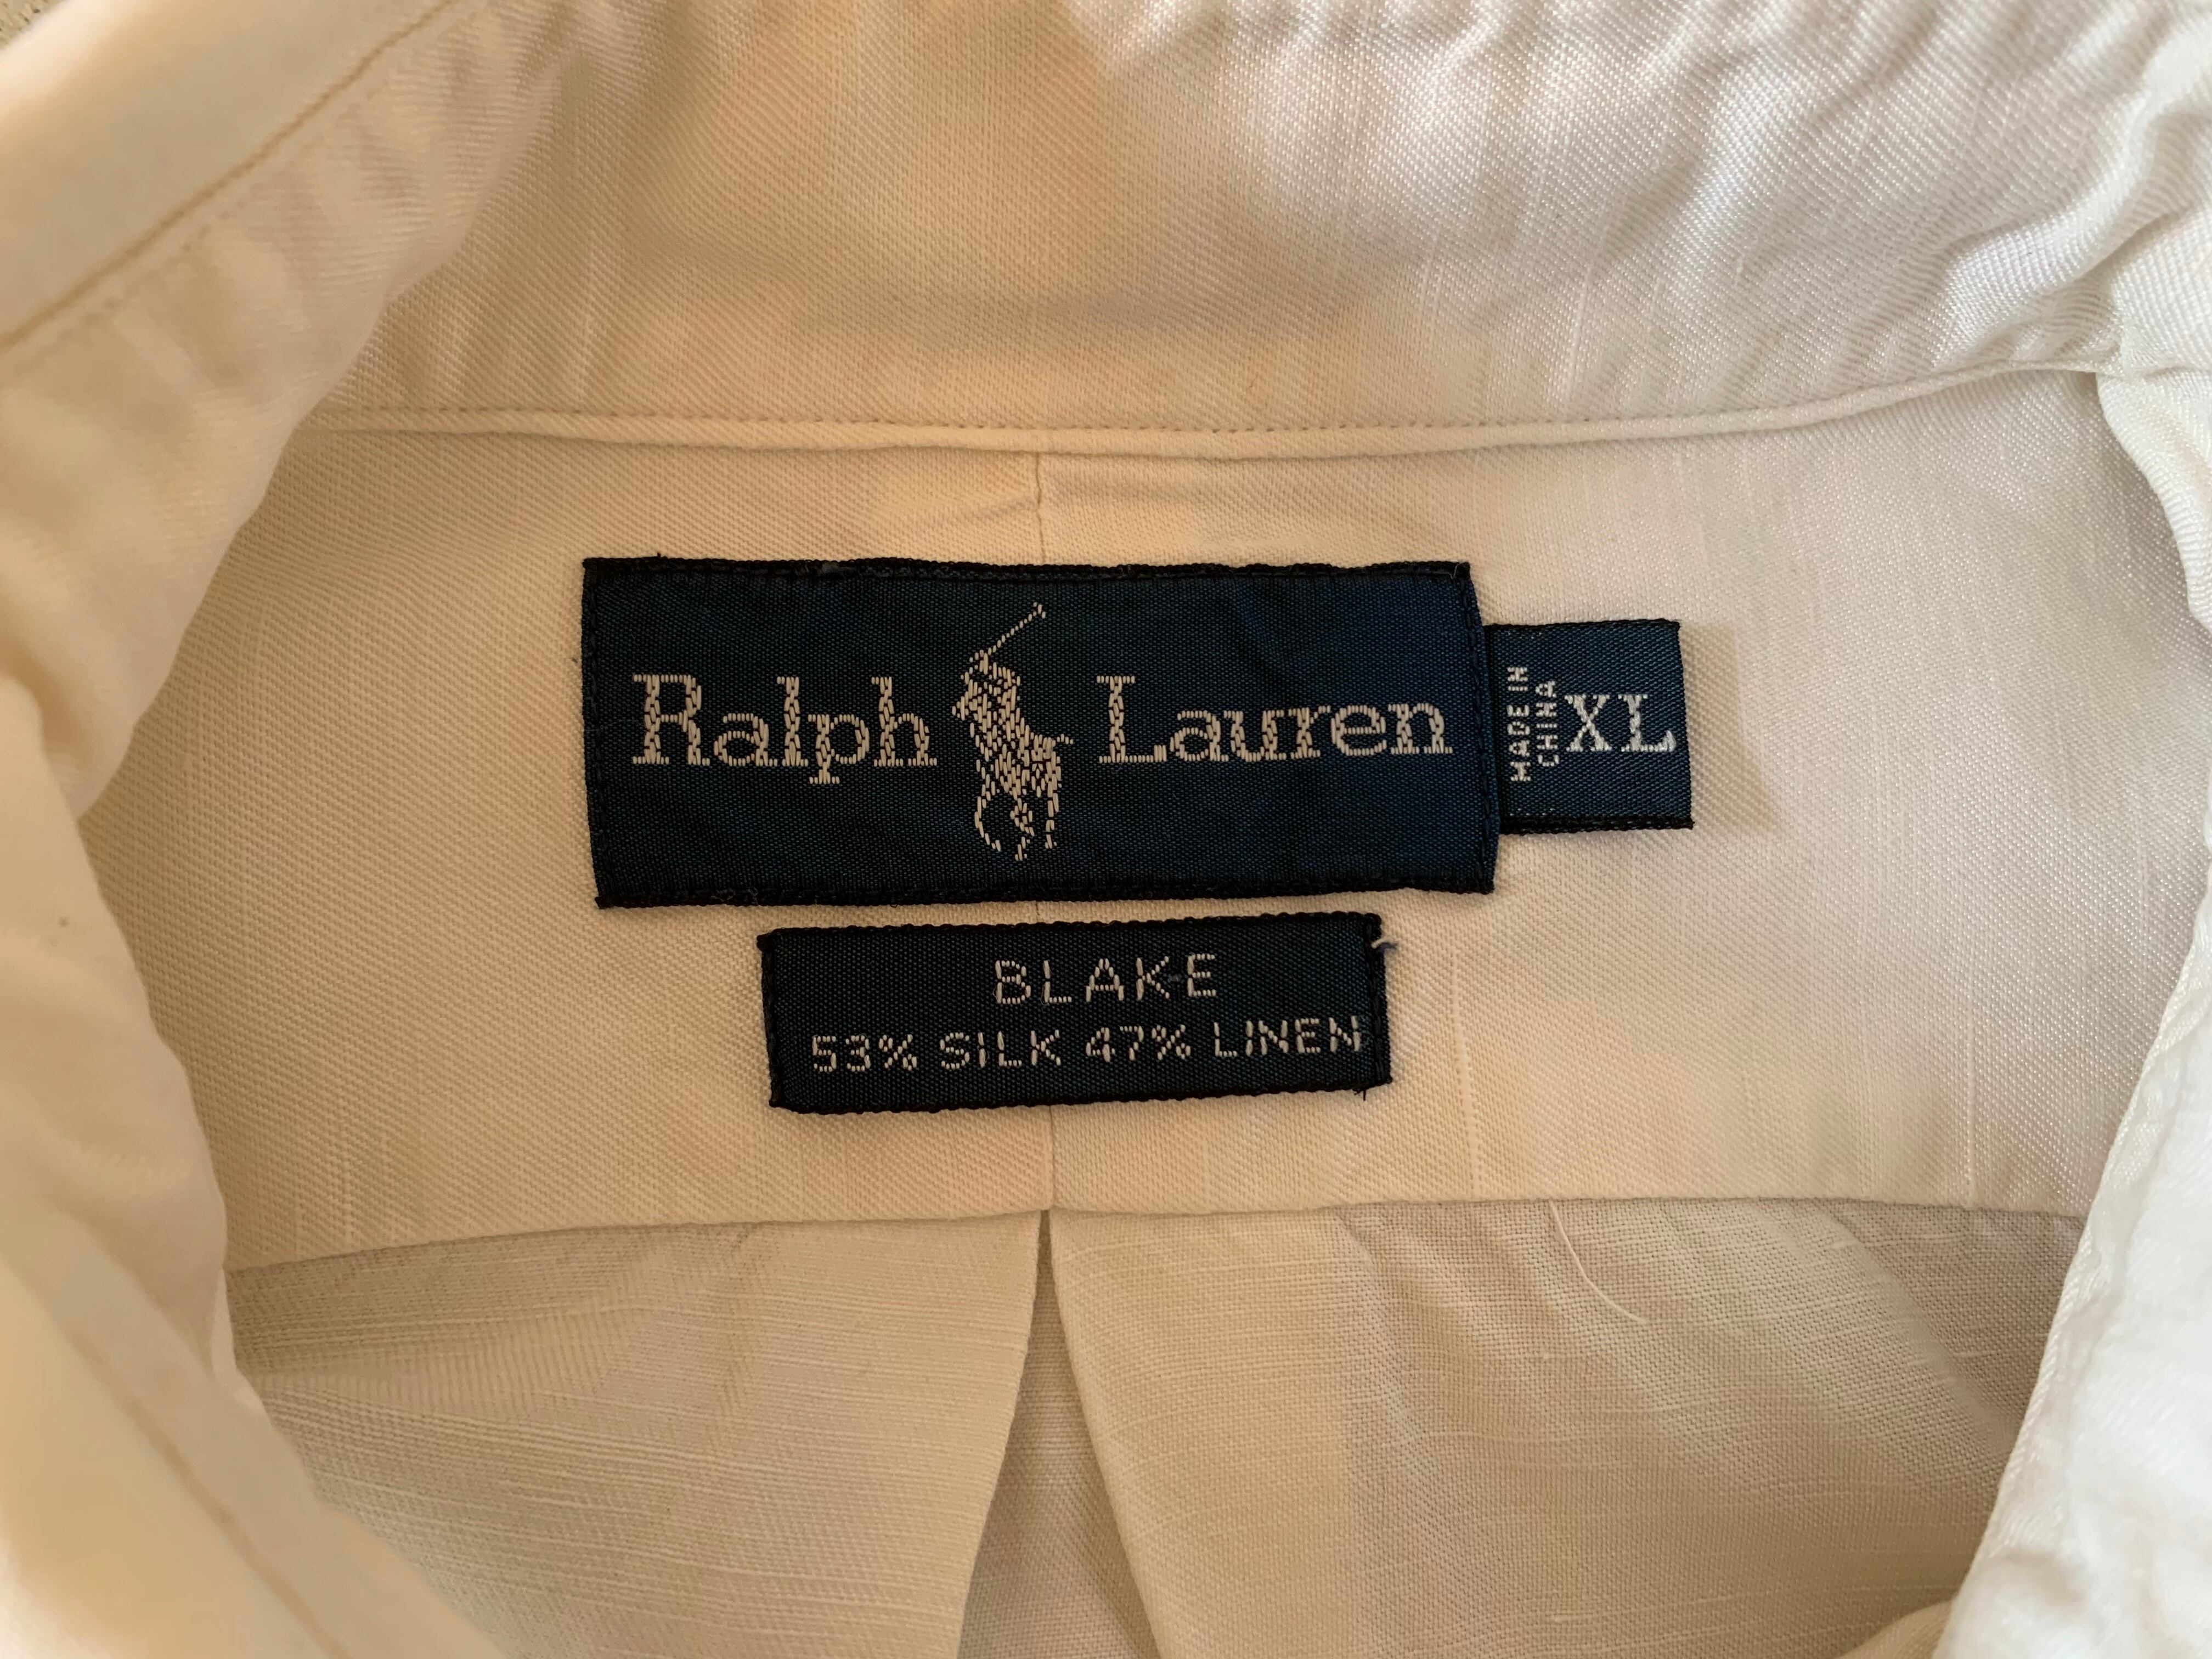 Ralph Lauren
MADE IN
CHINA
XL
BLAKE
53% SILK 47% LINEN